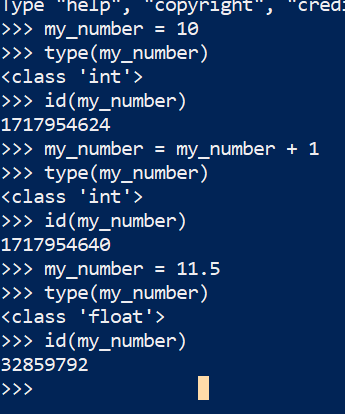 Type "help", "copyright", "cred
>>> my_number = 10
>>> type(my_number)
<class 'int'>
>>> id(my_number)
1717954624
>>> my_number = my_number + 1
>>> type(my_number)
<class 'int'>
>>> id(my_number)
1717954640
>>> my_number = 11.5
>>> type(my_number)
<class 'float'>
>>> id(my_number)
32859792
>>>